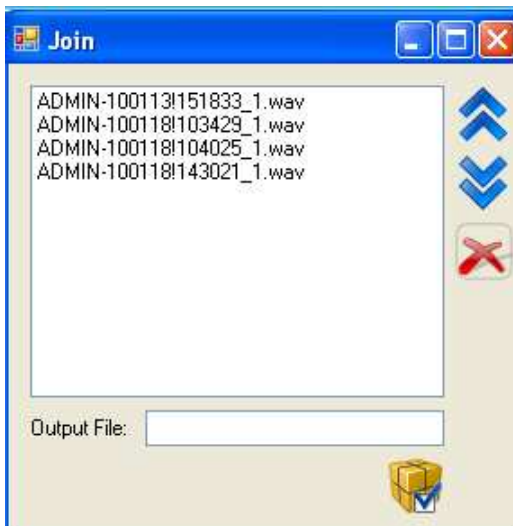 Join
ADMIN-100113!151833_1.wav
ADMIN-100118!103429_1.wav
ADMIN-100118!104025_1.wav
ADMIN-100118!143021_1.wav
Output File: